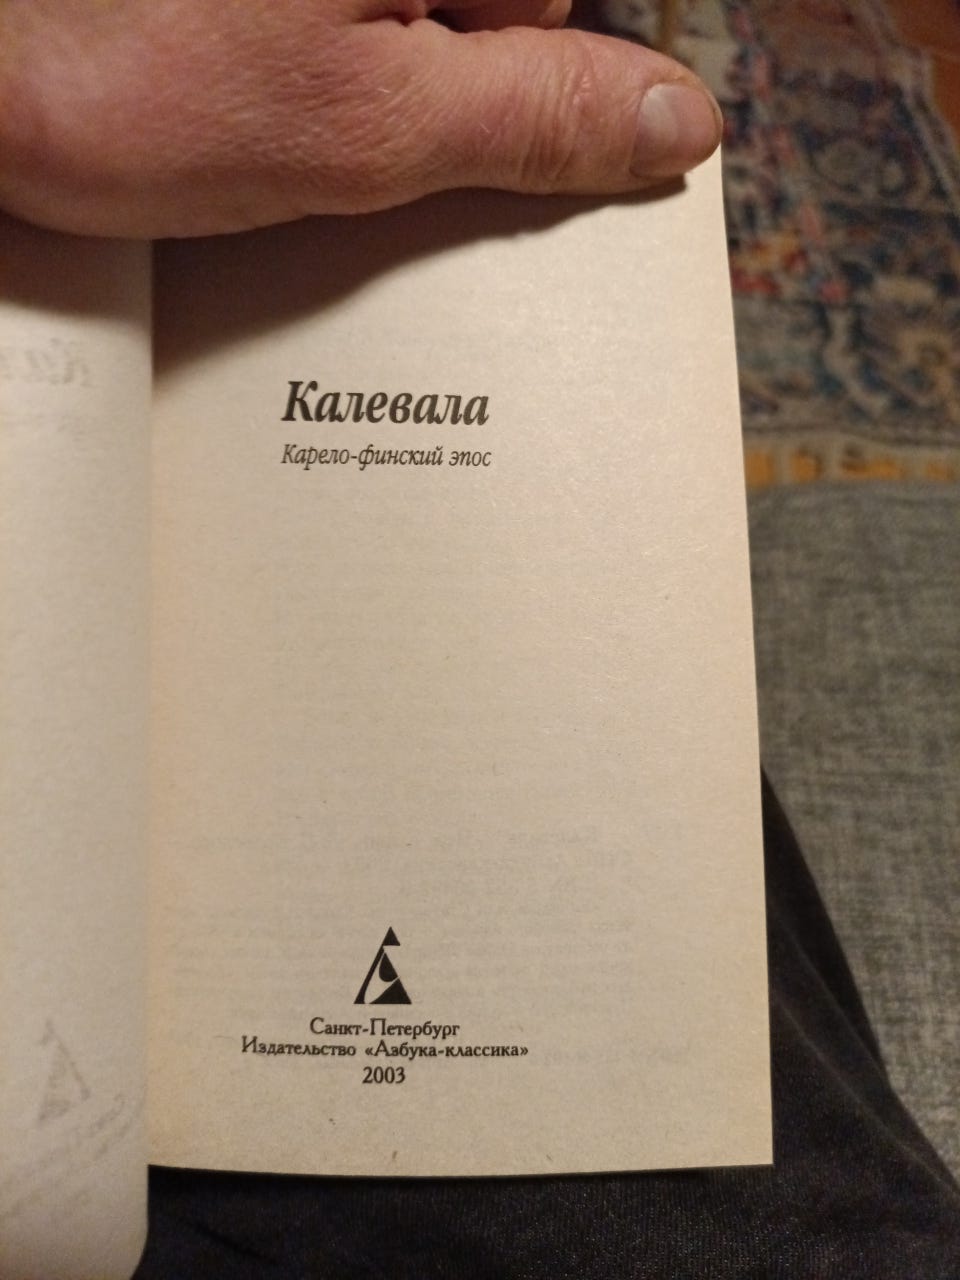 Калевала
Карело-финский эпос
Санкт-Петербург
Издательство «Азбука-классика»
2003